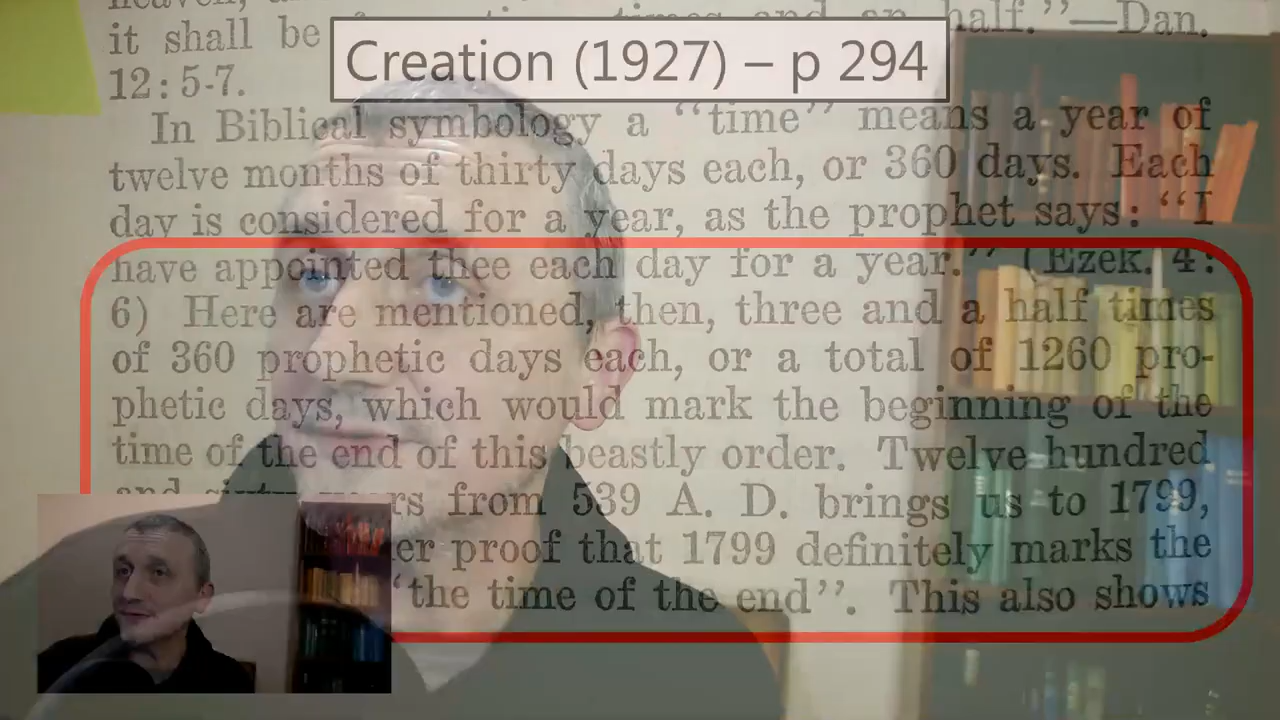 it shall be
half.”—Dan.
Creation (1927) – p 294
12:5-7.
In Biblical symbology a “time” means a year of
twelve months of thirty days each, or 360 days. Each
day is considered for a year, as the prophet says: “I
have appointed thee each day for a year.” (Ezek. 4:
6) Here are mentioned, then, three and a half times
of 360 prophetic days each, or a total of 1260 pro-
phetic days, which would mark the beginning of the
time of the end of this beastly order. Twelve hundred
from 539 A. D. brings us to 1799,
proof that 1799 definitely marks the
“the time of the end”. This also shows